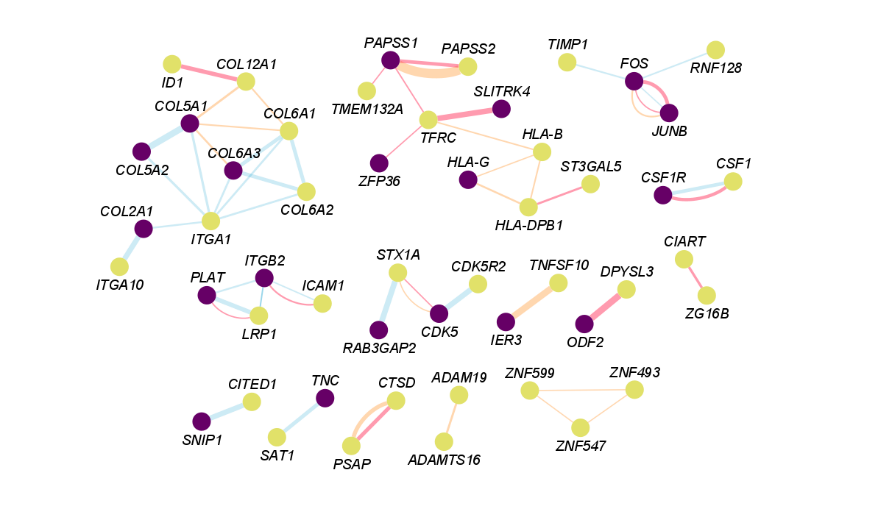 PAPSS1
PAPSS2
TIMP1
FOS
RNF128
ID1
COL12A1
TMEM132A
SLITRK4
JUNB
COL5A1
COL6A1
TFRC
HLA-B
COL5A2
COL6A3
ZFP36
HLA-G
ST3GAL5
CSF1R
CSF1
COL2A1
COL6A2
ITGA1
HLA-DPB1
ITGA10
PLAT
ITGB2
ICAM1
LRP1
STX1A
CDK5R2
RAB3GAP2
CDK5
TNFSF10
IER3
DPYSL3
ODF2
CIART
ZG16B
CITED1
SNIP1
TNC
SAT1
CTSD
PSAP
ADAM19
ADAMTS16
ZNF599
ZNF493
ZNF547